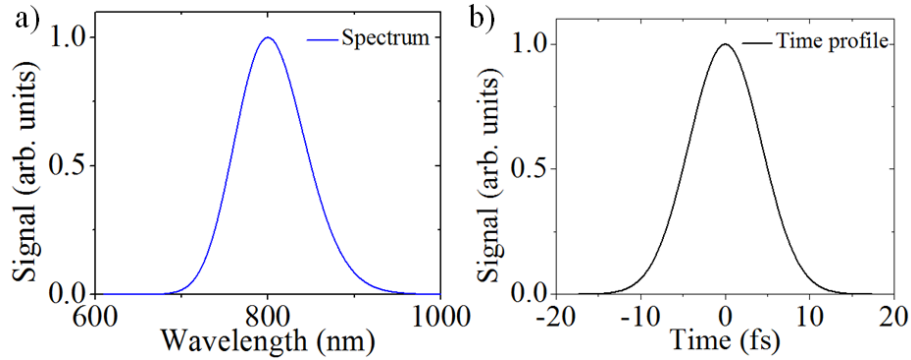 a)
Spectrum
1.0
0.5
0.0
Signal (arb. units)
600
800
1000
Wavelength (nm)
b)
Time profile
1.0
0.5
0.0
Signal (arb. units)
-20
-10
0
10
20
Time (fs)